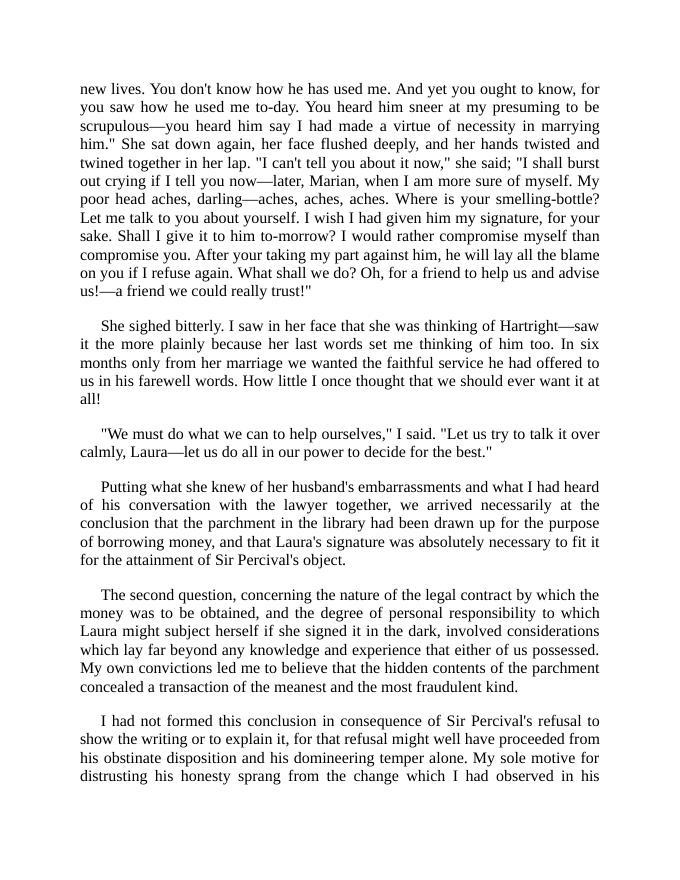 new lives. You don't know how he has used me. And yet you ought to know, for
you saw how he used me to-day. You heard him sneer at my presuming to be
scrupulous—you heard him say I had made a virtue of necessity in marrying
him." She sat down again, her face flushed deeply, and her hands twisted and
twined together in her lap. "I can't tell you about it now," she said; "I shall burst
out crying if I tell you now—later, Marian, when I am more sure of myself. My
poor head aches, darling—aches, aches, aches. Where is your smelling-bottle?
Let me talk to you about yourself. I wish I had given him my signature, for your
sake. Shall I give it to him to-morrow? I would rather compromise myself than
compromise you. After your taking my part against him, he will lay all the blame
on you if I refuse again. What shall we do? Oh, for a friend to help us and advise
us!—a friend we could really trust!"
She sighed bitterly. I saw in her face that she was thinking of Hartright—saw
it the more plainly because her last words set me thinking of him too. In six
months only from her marriage we wanted the faithful service he had offered to
us in his farewell words. How little I once thought that we should ever want it at
all!
"We must do what we can to help ourselves," I said. "Let us try to talk it over
calmly, Laura—let us do all in our power to decide for the best."
Putting what she knew of her husband's embarrassments and what I had heard
of his conversation with the lawyer together, we arrived necessarily at the
conclusion that the parchment in the library had been drawn up for the purpose
of borrowing money, and that Laura's signature was absolutely necessary to fit it
for the attainment of Sir Percival's object.
The second question, concerning the nature of the legal contract by which the
money was to be obtained, and the degree of personal responsibility to which
Laura might subject herself if she signed it in the dark, involved considerations
which lay far beyond any knowledge and experience that either of us possessed.
My own convictions led me to believe that the hidden contents of the parchment
concealed a transaction of the meanest and the most fraudulent kind.
I had not formed this conclusion in consequence of Sir Percival's refusal to
show the writing or to explain it, for that refusal might well have proceeded from
his obstinate disposition and his domineering temper alone. My sole motive for
distrusting his honesty sprang from the change which I had observed in his